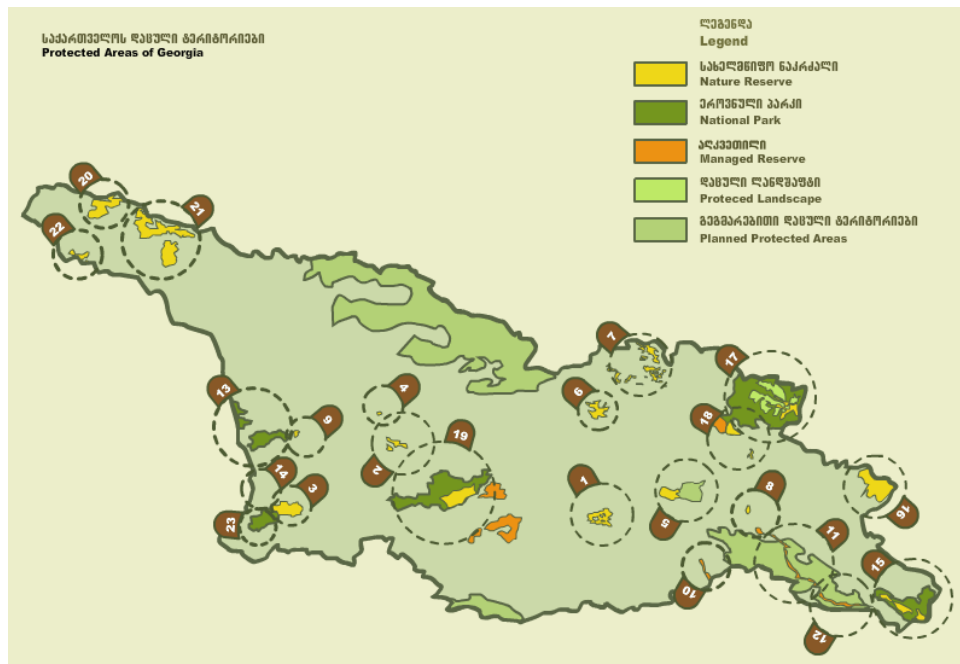 საქართველოს დაცული ტერიტორიები
Protected Areas of Georgia
ლეგენდა
Legend
სახელმწიფო ნაკრძალი
Nature Reserve
ეროვნული პარკი
National Park
აღკვეთილი
Managed Reserve
დაცული ლანდშაფტი
Proteced Landscape
გეგმარებითი დაცული ტერიტორიები
Planned Protected Areas
20
21
22
7
17
13
4
6
9
19
18
2
14
3
1
8
5
16
23
11
15
10
12